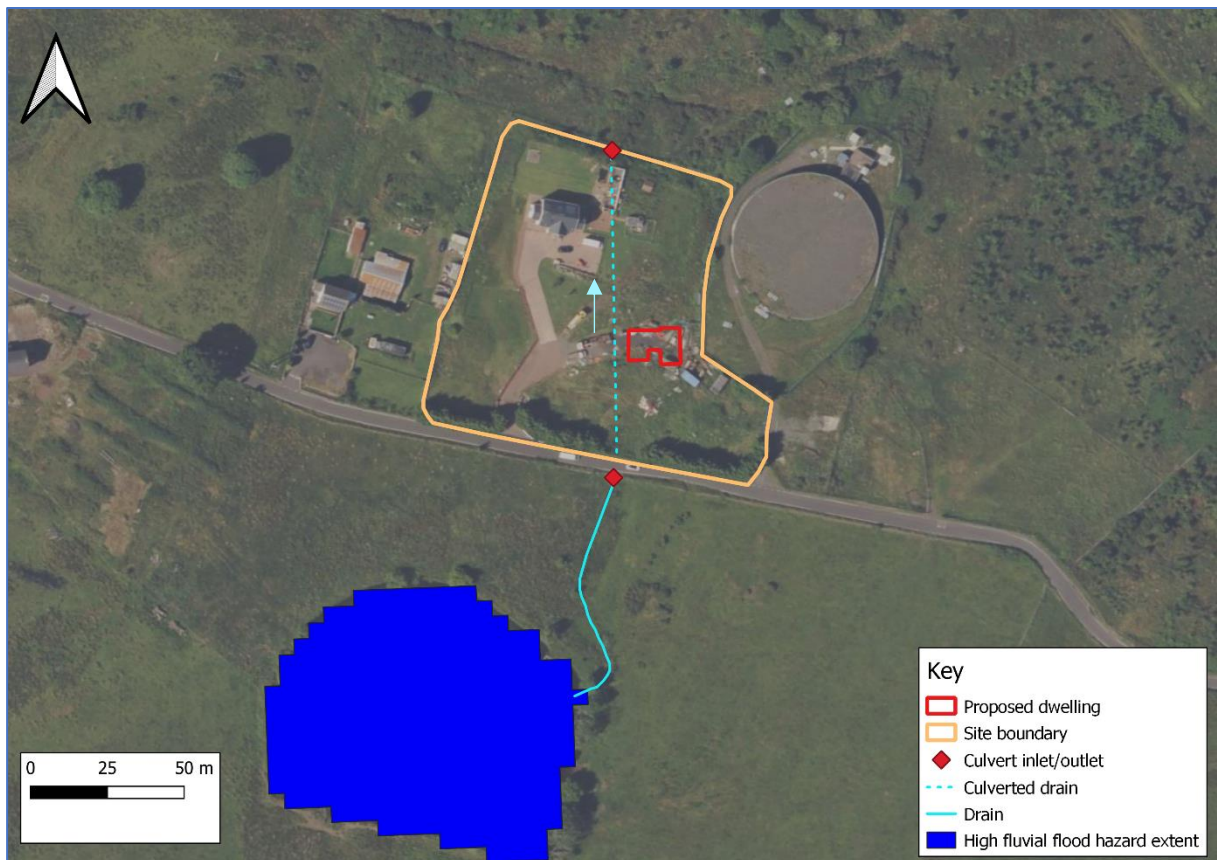 Key
Proposed dwelling
Site boundary
Culvert inlet/outlet
Culverted drain
Drain
High fluvial flood hazard extent
0 25 50 m